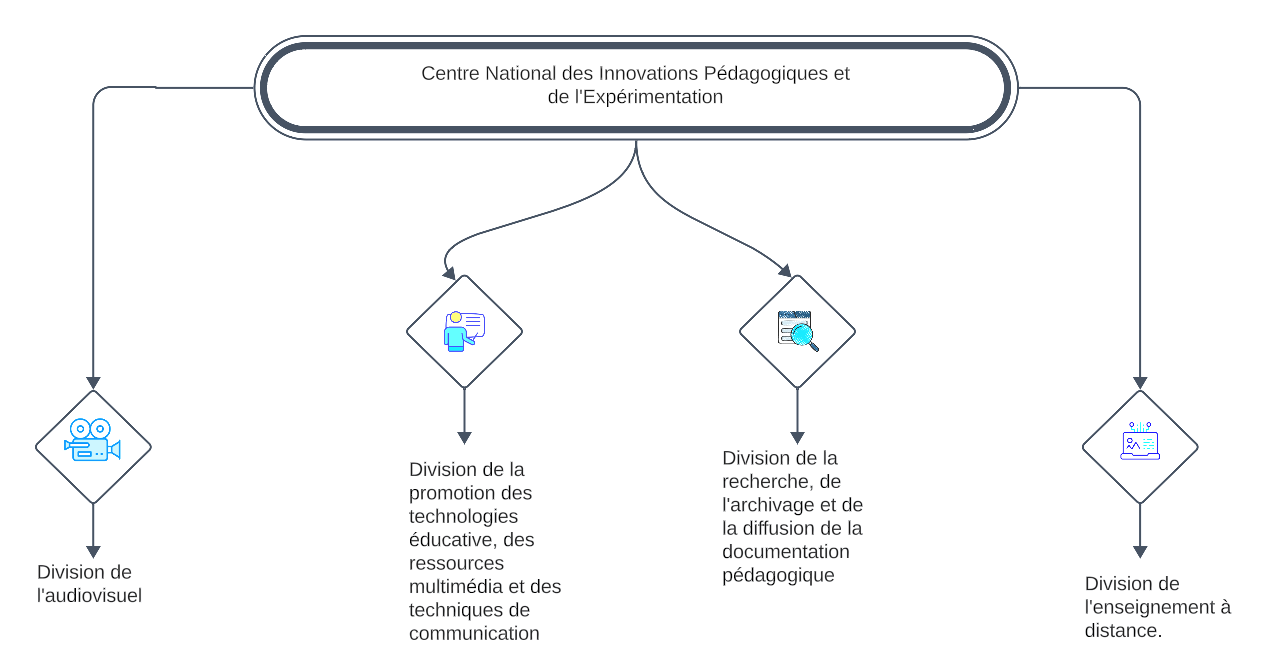 Centre National des Innovations Pédagogiques et
de l'Expérimentation
Division de
l'audiovisuel
Division de la
promotion des
technologies
éducative, des
ressources
multimédia et des
techniques de
communication
Division de la
recherche, de
l'archivage et de
la diffusion de la
documentation
pédagogique
Division de
l'enseignement à
distance.